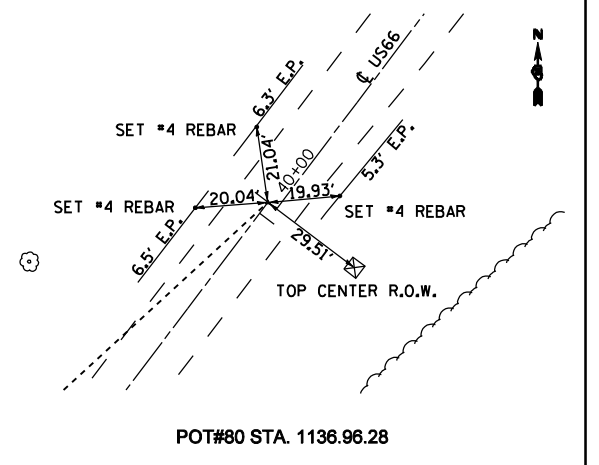 N
℄ US66
6.3' E.P.
SET #4 REBAR
21.04'
40+00
5.3' E.P.
20.04'
19.93'
SET #4 REBAR
SET #4 REBAR
6.5' E.P.
29.51'
TOP CENTER R.O.W.
POT#80 STA. 1136.96.28